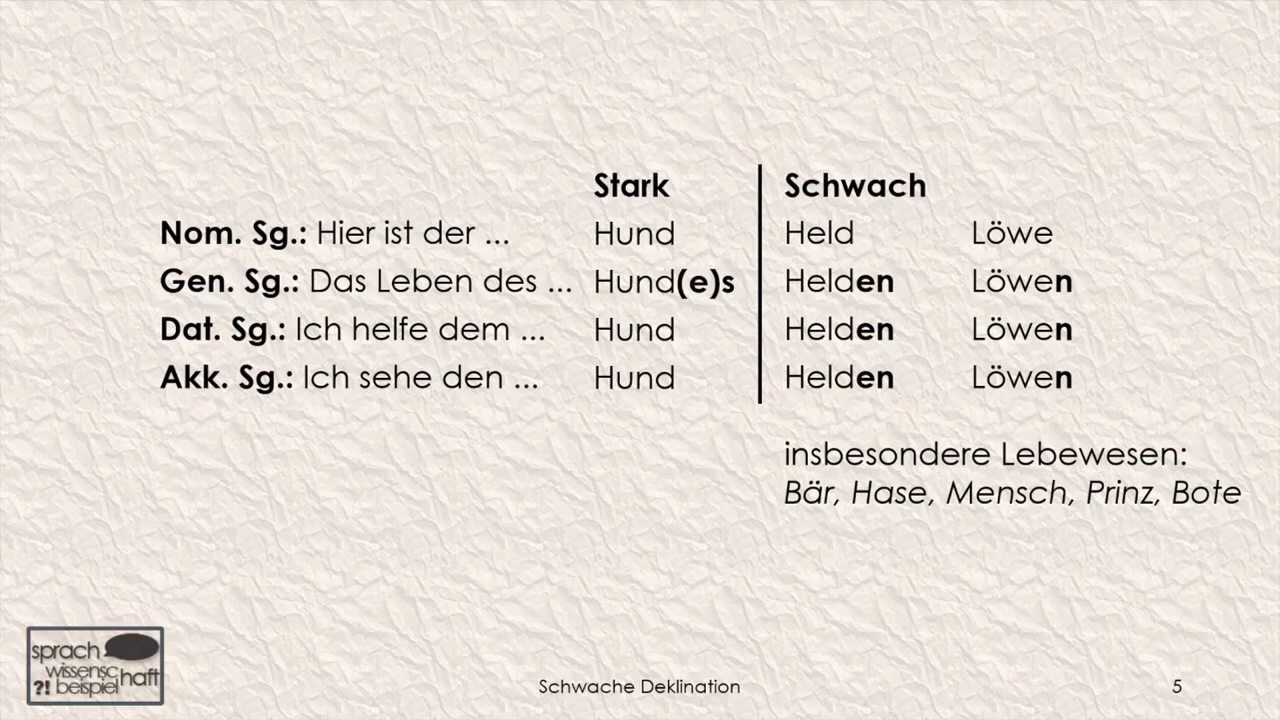 Stark Schwach
Nom. Sg.: Hier ist der ... Hund Held Löwe
Gen. Sg.: Das Leben des ... Hund(e)s Helden Löwen
Dat. Sg.: Ich helfe dem ... Hund Helden Löwen
Akk. Sg.: Ich sehe den ... Hund Helden Löwen
insbesondere Lebewesen:
Bär, Hase, Mensch, Prinz, Bote
sprach
wissensc
haft
?! beispiel
Schwache Deklination
5